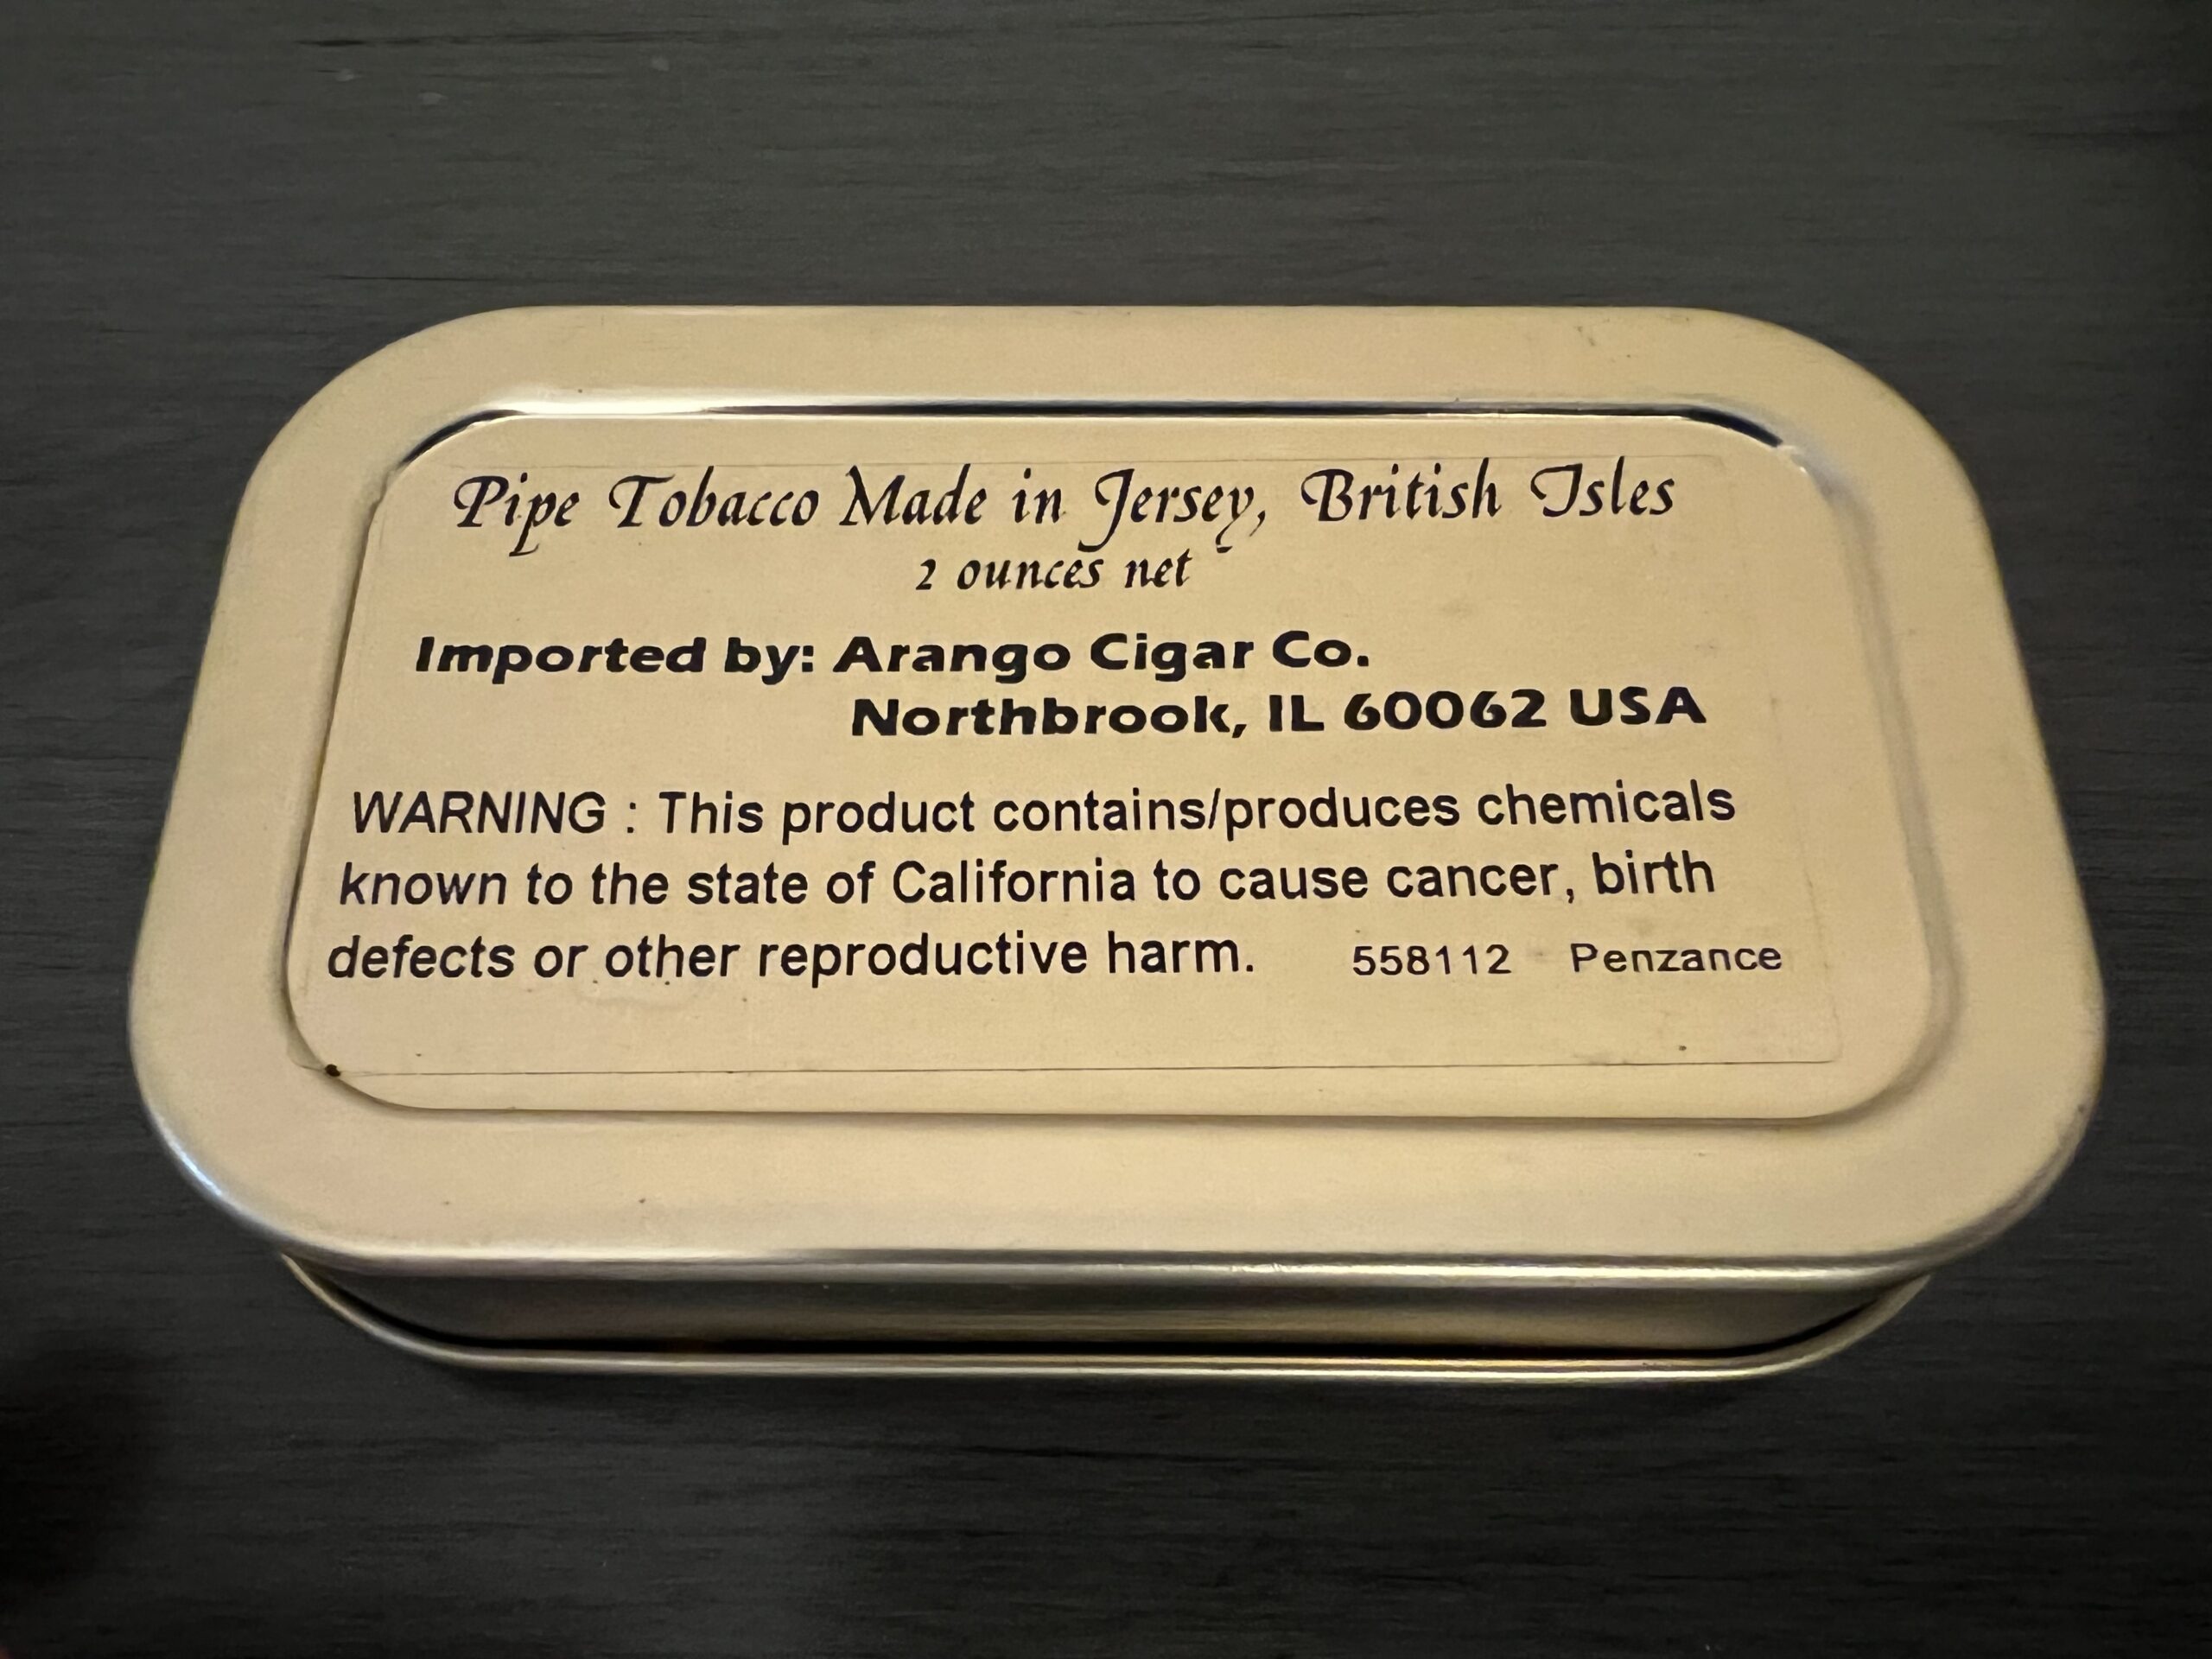 Pipe Tobacco Made in Jersey, British Isles
2 ounces net
Imported by: Arango Cigar Co.
Northbrook, IL 60062 USA
WARNING : This product contains/produces chemicals
known to the state of California to cause cancer, birth
defects or other reproductive harm. 558112 Penzance